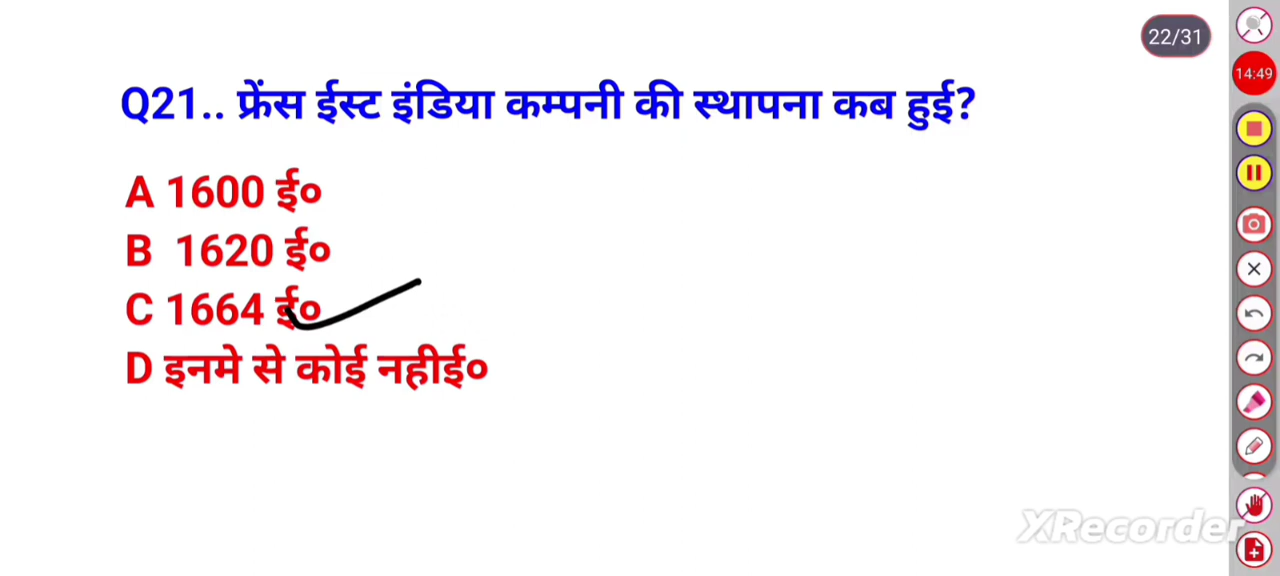 22/31
14:49
Q21.. फ्रेंस ईस्ट इंडिया कम्पनी की स्थापना कब हुई?
A 1600 ई०
B 1620 ई०
C 1664 ई०
D इनमे से कोई नहीई०
XRecorder